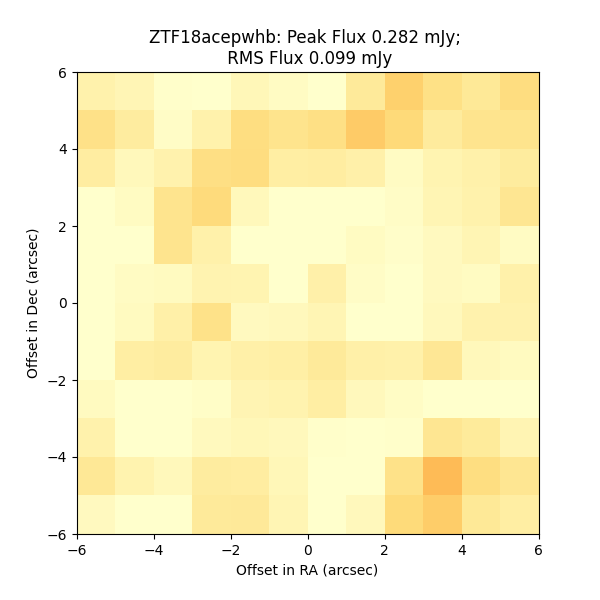 ZTF18acepwhb: Peak Flux 0.282 mJy;
RMS Flux 0.099 mJy
6
4
2
0
−2
−4
−6
Offset in Dec (arcsec)
−6 −4 −2 0 2 4 6
Offset in RA (arcsec)